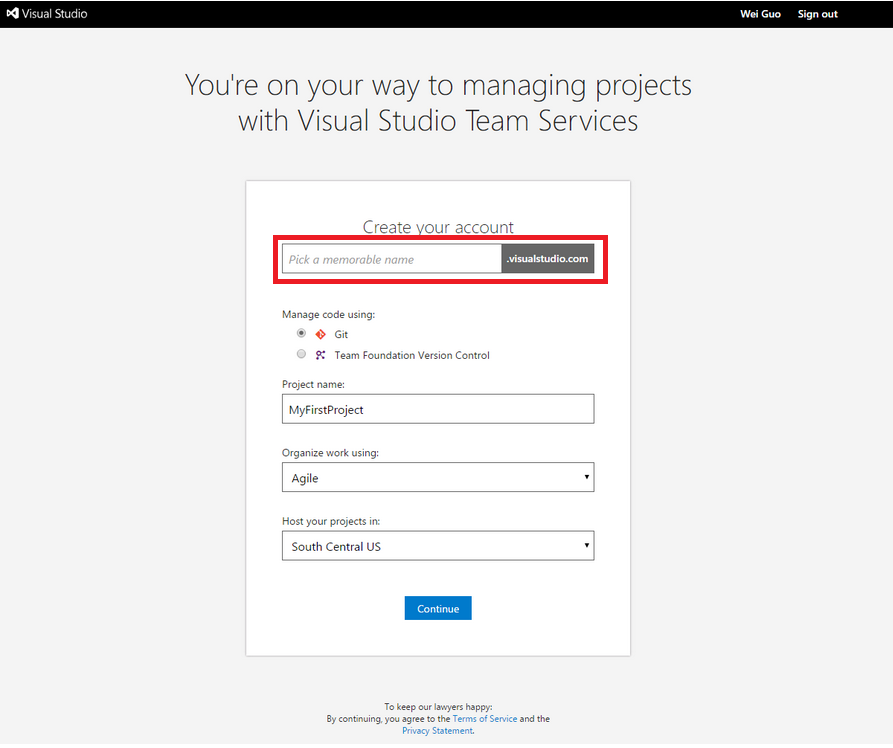 Visual Studio
Wei Guo Sign out
You're on your way to managing projects
with Visual Studio Team Services
Create your account
Pick a memorable name .visualstudio.com
Manage code using:
Git
Team Foundation Version Control
Project name:
MyFirstProject
Organize work using:
Agile
Host your projects in:
South Central US
Continue
To keep our lawyers happy:
By continuing, you agree to the Terms of Service and the
Privacy Statement.